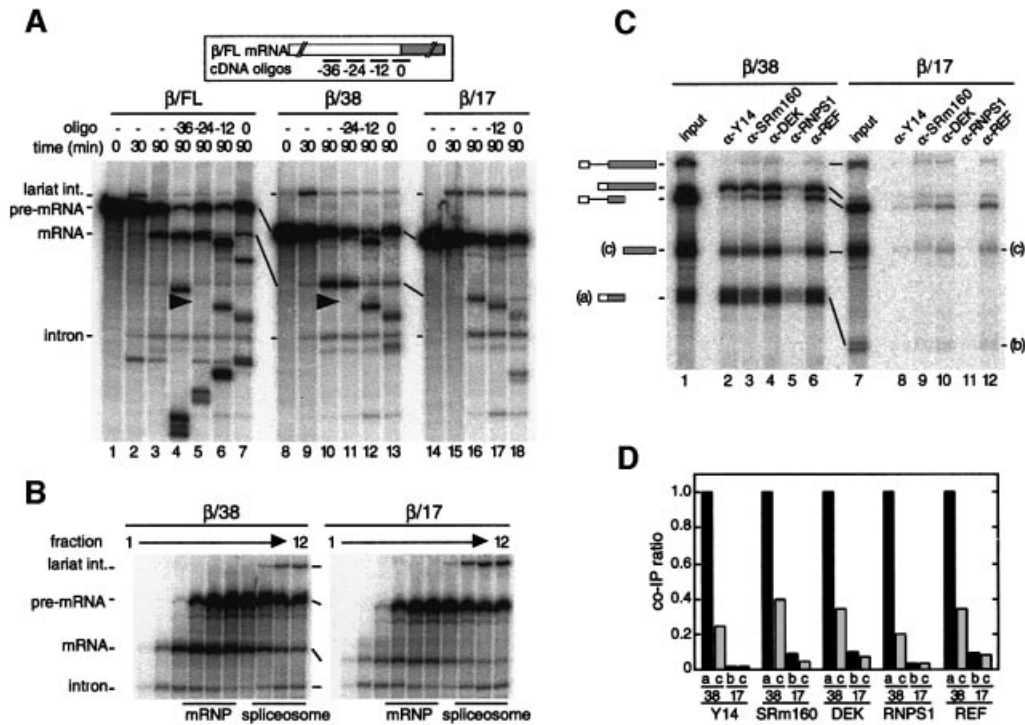 A
β/FL mRNA
cDNA oligos -36 -24 -12 0
β/FL β/38 β/17
oligo - - - -36 -24 -12 0 - - - -24 -12 0 - - - -12 0
time (min) 0 30 90 90 90 90 90 0 30 90 90 90 90 0 30 90 90 90
lariat int.
pre-mRNA
mRNA
intron
1 2 3 4 5 6 7 8 9 10 11 12 13 14 15 16 17 18
B
β/38 β/17
fraction 1 12 1 12
lariat int.
pre-mRNA
mRNA
intron
mRNP spliceosome mRNP spliceosome
C
β/38 β/17
input α-Y14 α-SRm160 α-DEK α-RNPS1 α-REF input α-Y14 α-SRm160 α-DEK α-RNPS1 α-REF
(c) (c)
(a)
(b)
1 2 3 4 5 6 7 8 9 10 11 12
D
co-IP ratio
1.0
0.8
0.6
0.4
0.2
0
a c b c a c b c a c b c a c b c a c b c
38 17 38 17 38 17 38 17 38 17
Y14 SRm160 DEK RNPS1 REF